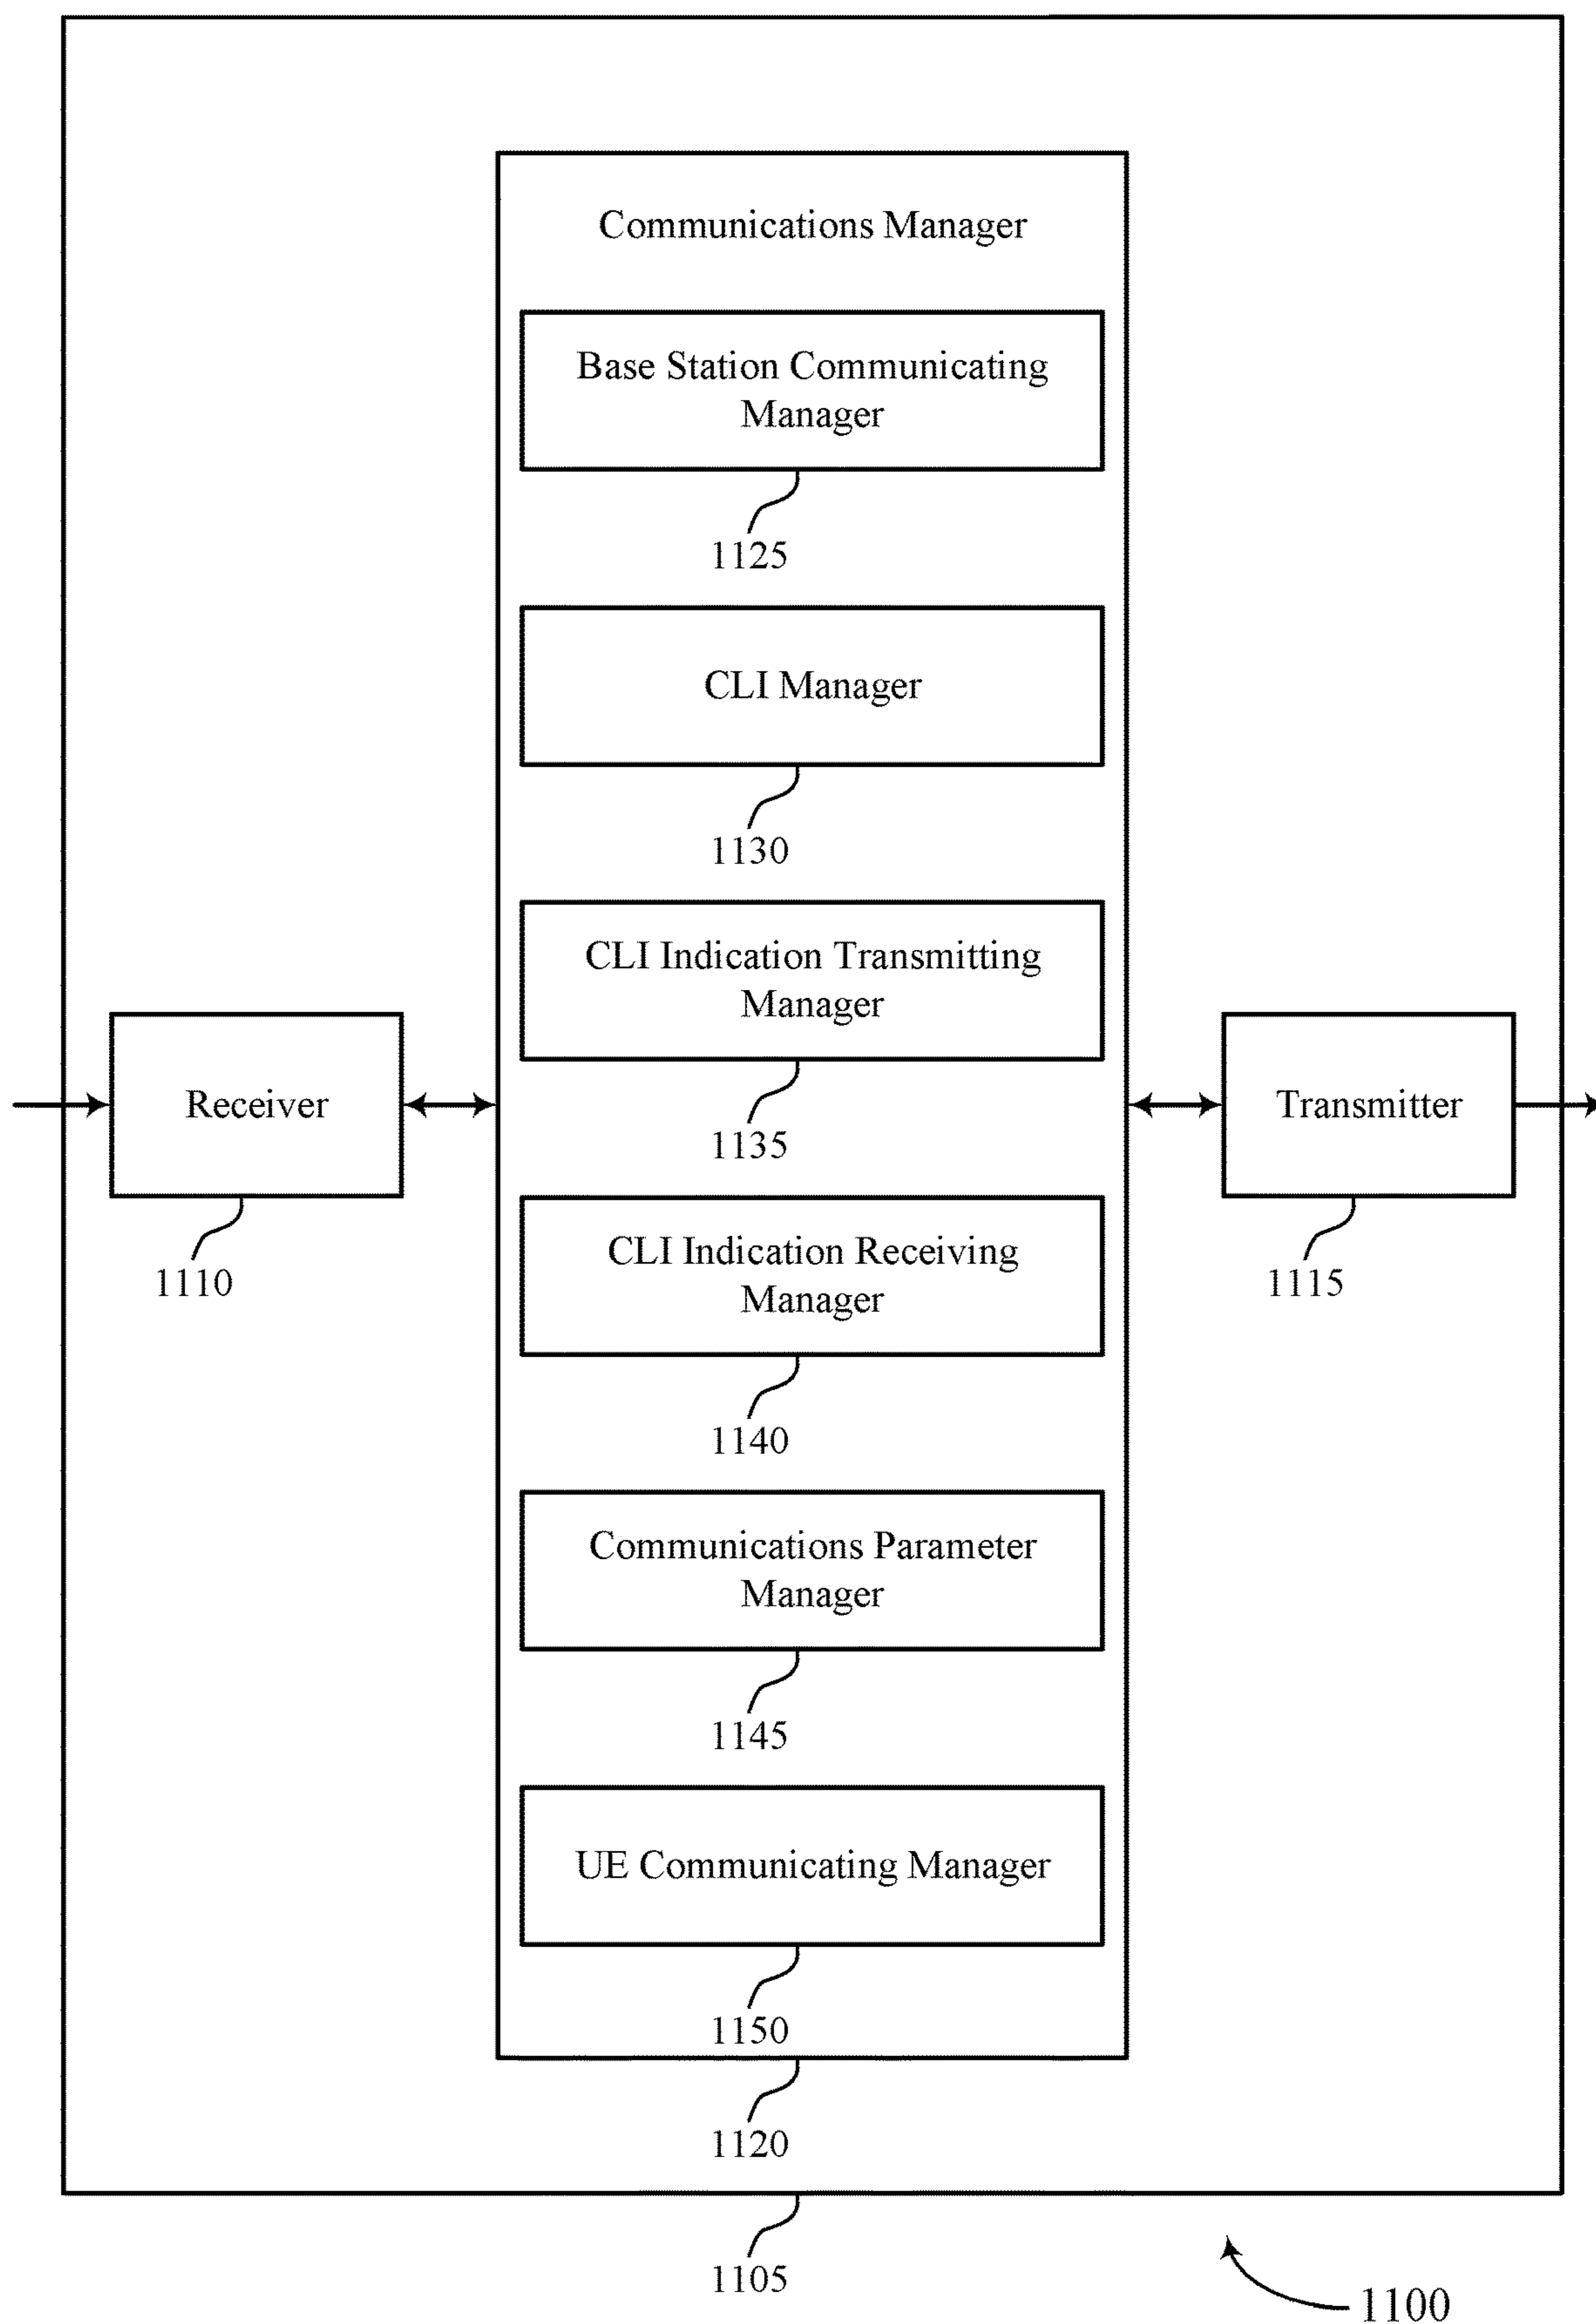 Communications Manager
Base Station Communicating
Manager
1125
CLI Manager
1130
CLI Indication Transmitting
Manager
1135
Receiver
1110
Transmitter
1115
CLI Indication Receiving
Manager
1140
Communications Parameter
Manager
1145
UE Communicating Manager
1150
1120
1105
1100